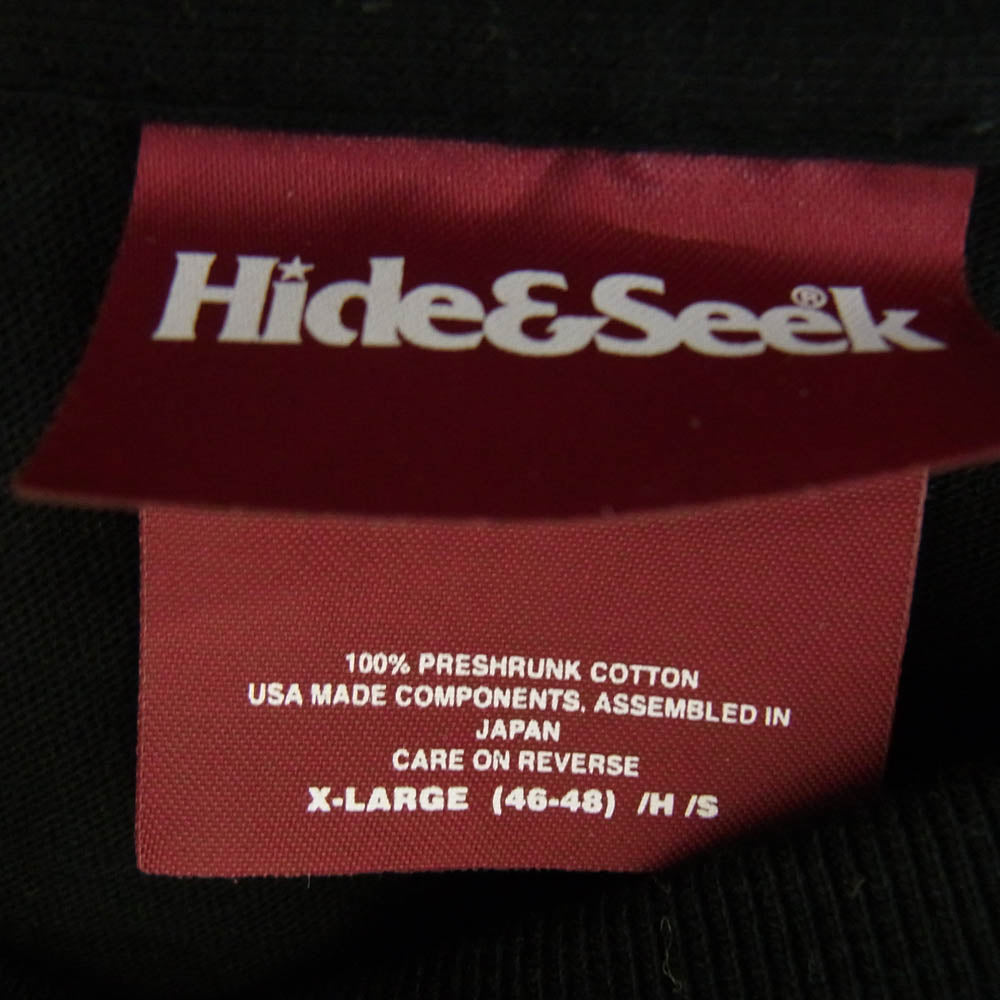 Hide&Seek®
100% PRESHRUNK COTTON
USA MADE COMPONENTS, ASSEMBLED IN
JAPAN
CARE ON REVERSE
X-LARGE (46-48) /H /S